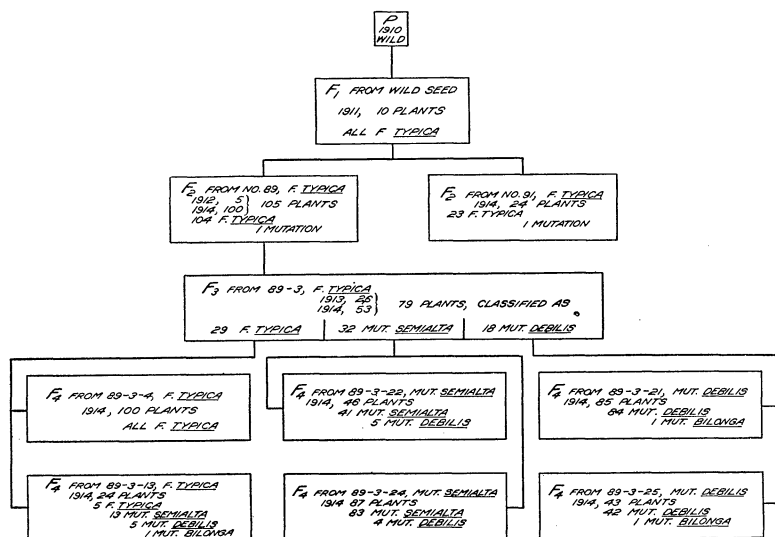 P
1910
WILD
F1 FROM WILD SEED
1911, 10 PLANTS
ALL F TYPICA
F2 FROM NO. 89, F. TYPICA
1912, 5 } 105 PLANTS
1914, 100
104 F. TYPICA
1 MUTATION
F2 FROM NO. 91, F. TYPICA
1914, 24 PLANTS
23 F. TYPICA
1 MUTATION
F3 FROM 89-3, F. TYPICA
1913, 26 } 79 PLANTS, CLASSIFIED AS
1914, 53
29 F. TYPICA
32 MUT. SEMIALTA
18 MUT. DEBILIS
F4 FROM 89-3-4, F. TYPICA
1914, 100 PLANTS
ALL F. TYPICA
F4 FROM 89-3-22, MUT. SEMIALTA
1914, 46 PLANTS
41 MUT. SEMIALTA
5 MUT. DEBILIS
F4 FROM 89-3-21, MUT. DEBILIS
1914, 85 PLANTS
84 MUT. DEBILIS
1 MUT. BILONGA
F4 FROM 89-3-13, F. TYPICA
1914, 24 PLANTS
5 F. TYPICA
13 MUT. SEMIALTA
5 MUT. DEBILIS
1 MUT. BILONGA
F4 FROM 89-3-24, MUT. SEMIALTA
1914 87 PLANTS
83 MUT. SEMIALTA
4 MUT. DEBILIS
F4 FROM 89-3-25, MUT. DEBILIS
1914, 43 PLANTS
42 MUT. DEBILIS
1 MUT. BILONGA